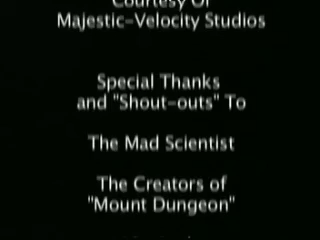 Courtesy Of
Majestic-Velocity Studios
Special Thanks
and "Shout-outs" To
The Mad Scientist
The Creators of
"Mount Dungeon"